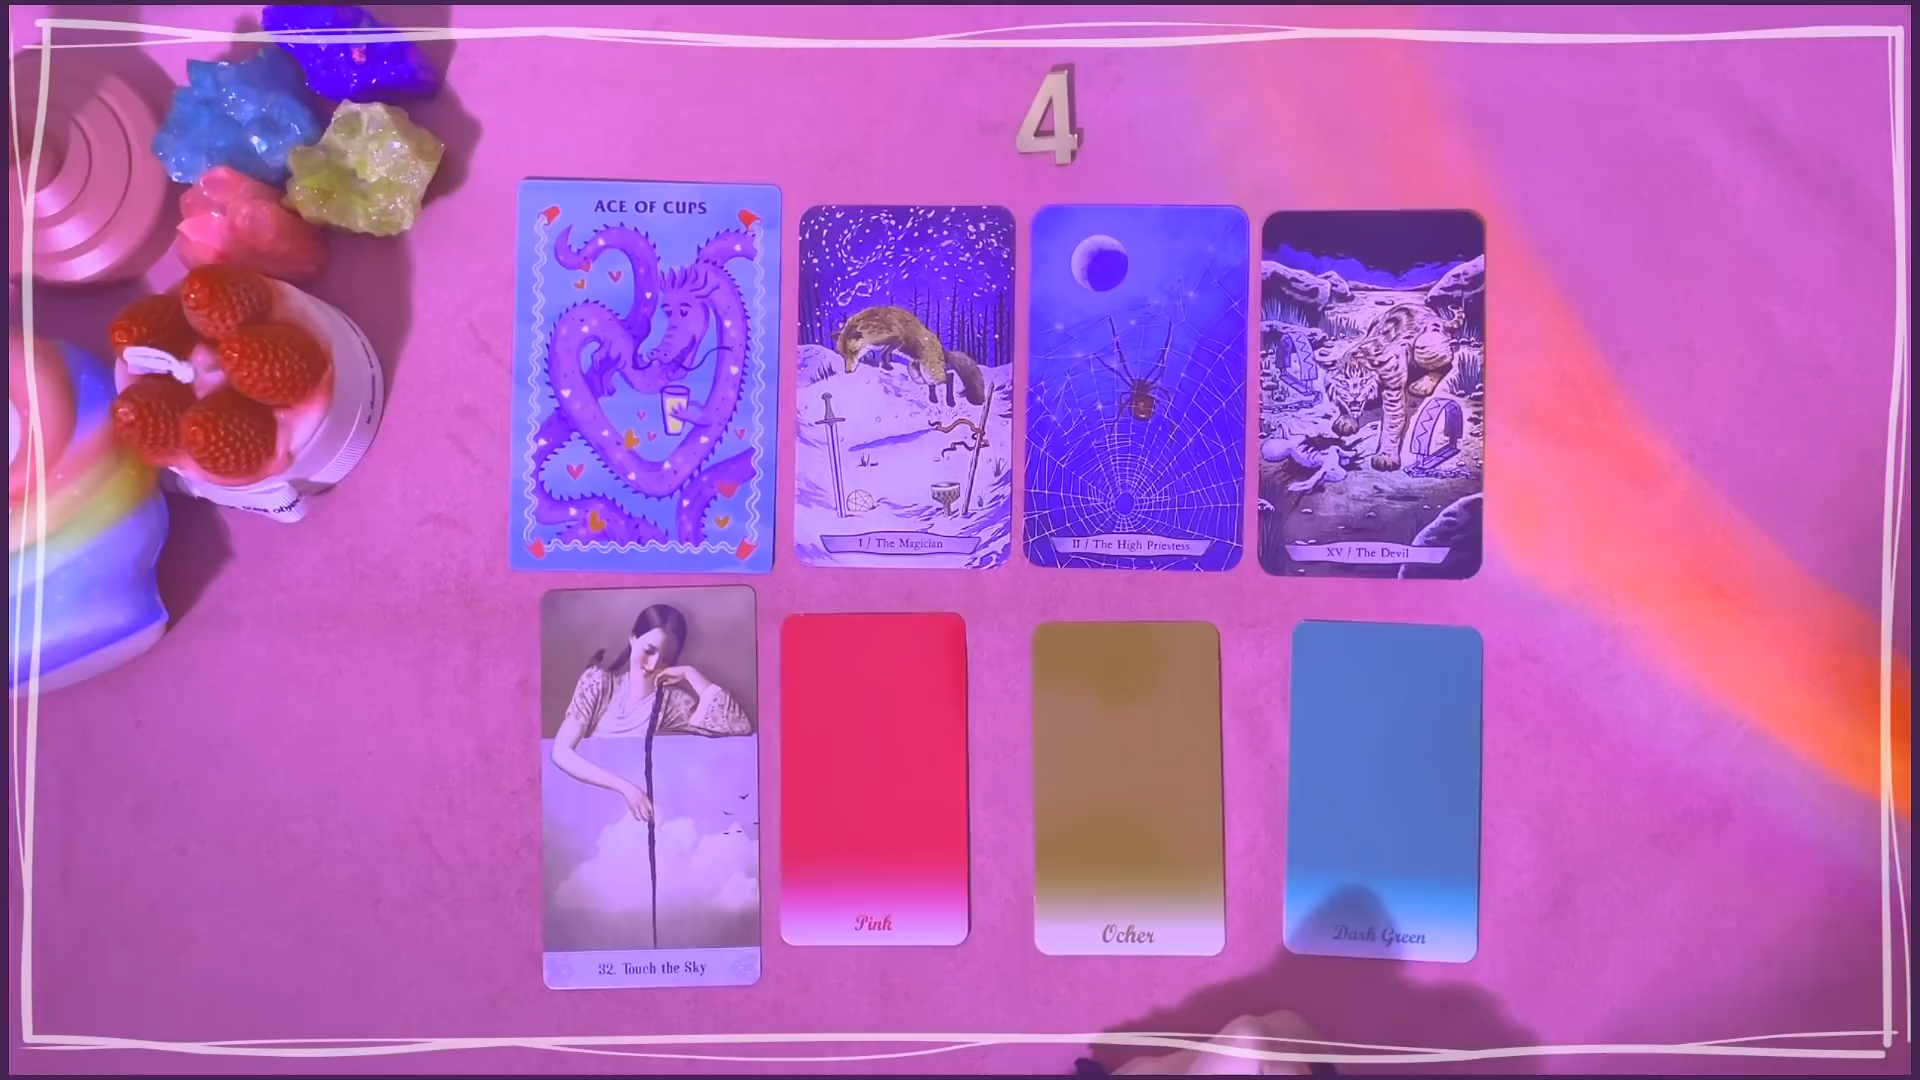 4
ACE OF CUPS
I / The Magician
II / The High Priestess
XV / The Devil
32. Touch the Sky
Pink
Ocher
Dark Green